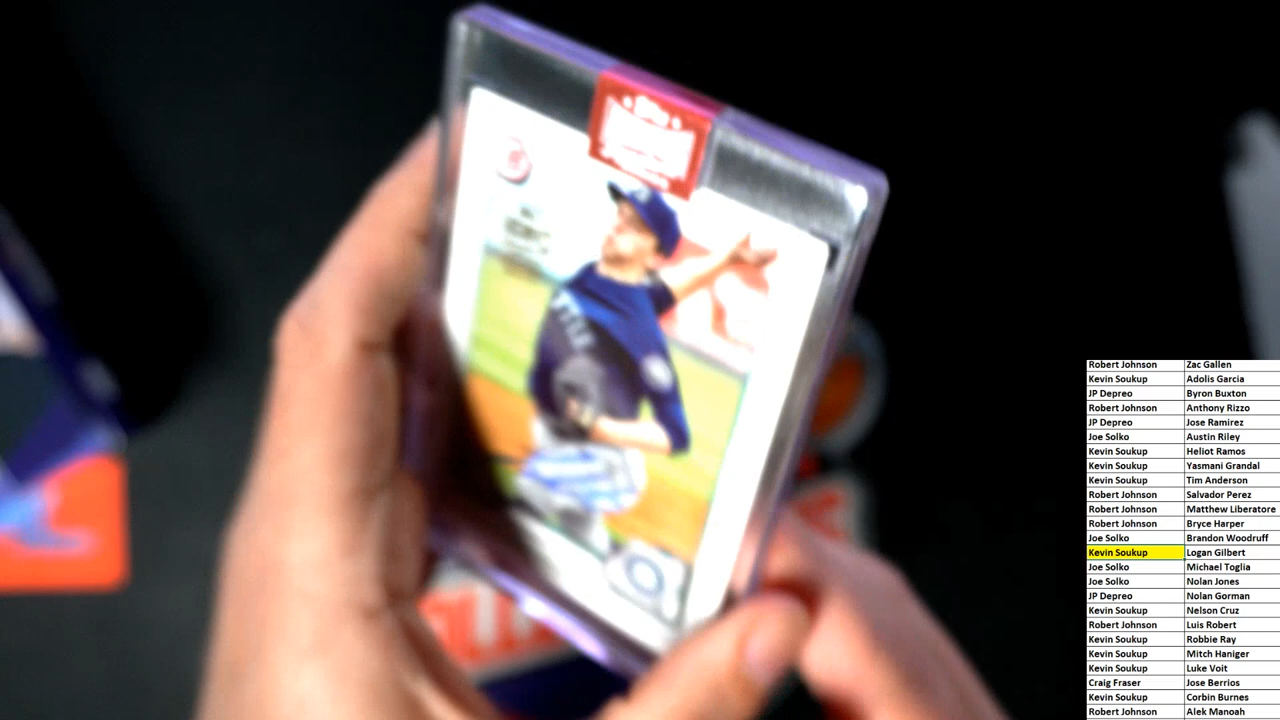 Robert Johnson Zac Gallen
Kevin Soukup Adolis Garcia
JP Depreo Byron Buxton
Robert Johnson Anthony Rizzo
JP Depreo Jose Ramirez
Joe Solko Austin Riley
Kevin Soukup Heliot Ramos
Kevin Soukup Yasmani Grandal
Kevin Soukup Tim Anderson
Robert Johnson Salvador Perez
Robert Johnson Matthew Liberatore
Robert Johnson Bryce Harper
Joe Solko Brandon Woodruff
Kevin Soukup Logan Gilbert
Joe Solko Michael Toglia
Joe Solko Nolan Jones
JP Depreo Nolan Gorman
Kevin Soukup Nelson Cruz
Robert Johnson Luis Robert
Kevin Soukup Robbie Ray
Kevin Soukup Mitch Haniger
Kevin Soukup Luke Voit
Craig Fraser Jose Berrios
Kevin Soukup Corbin Burnes
Robert Johnson Alek Manoah